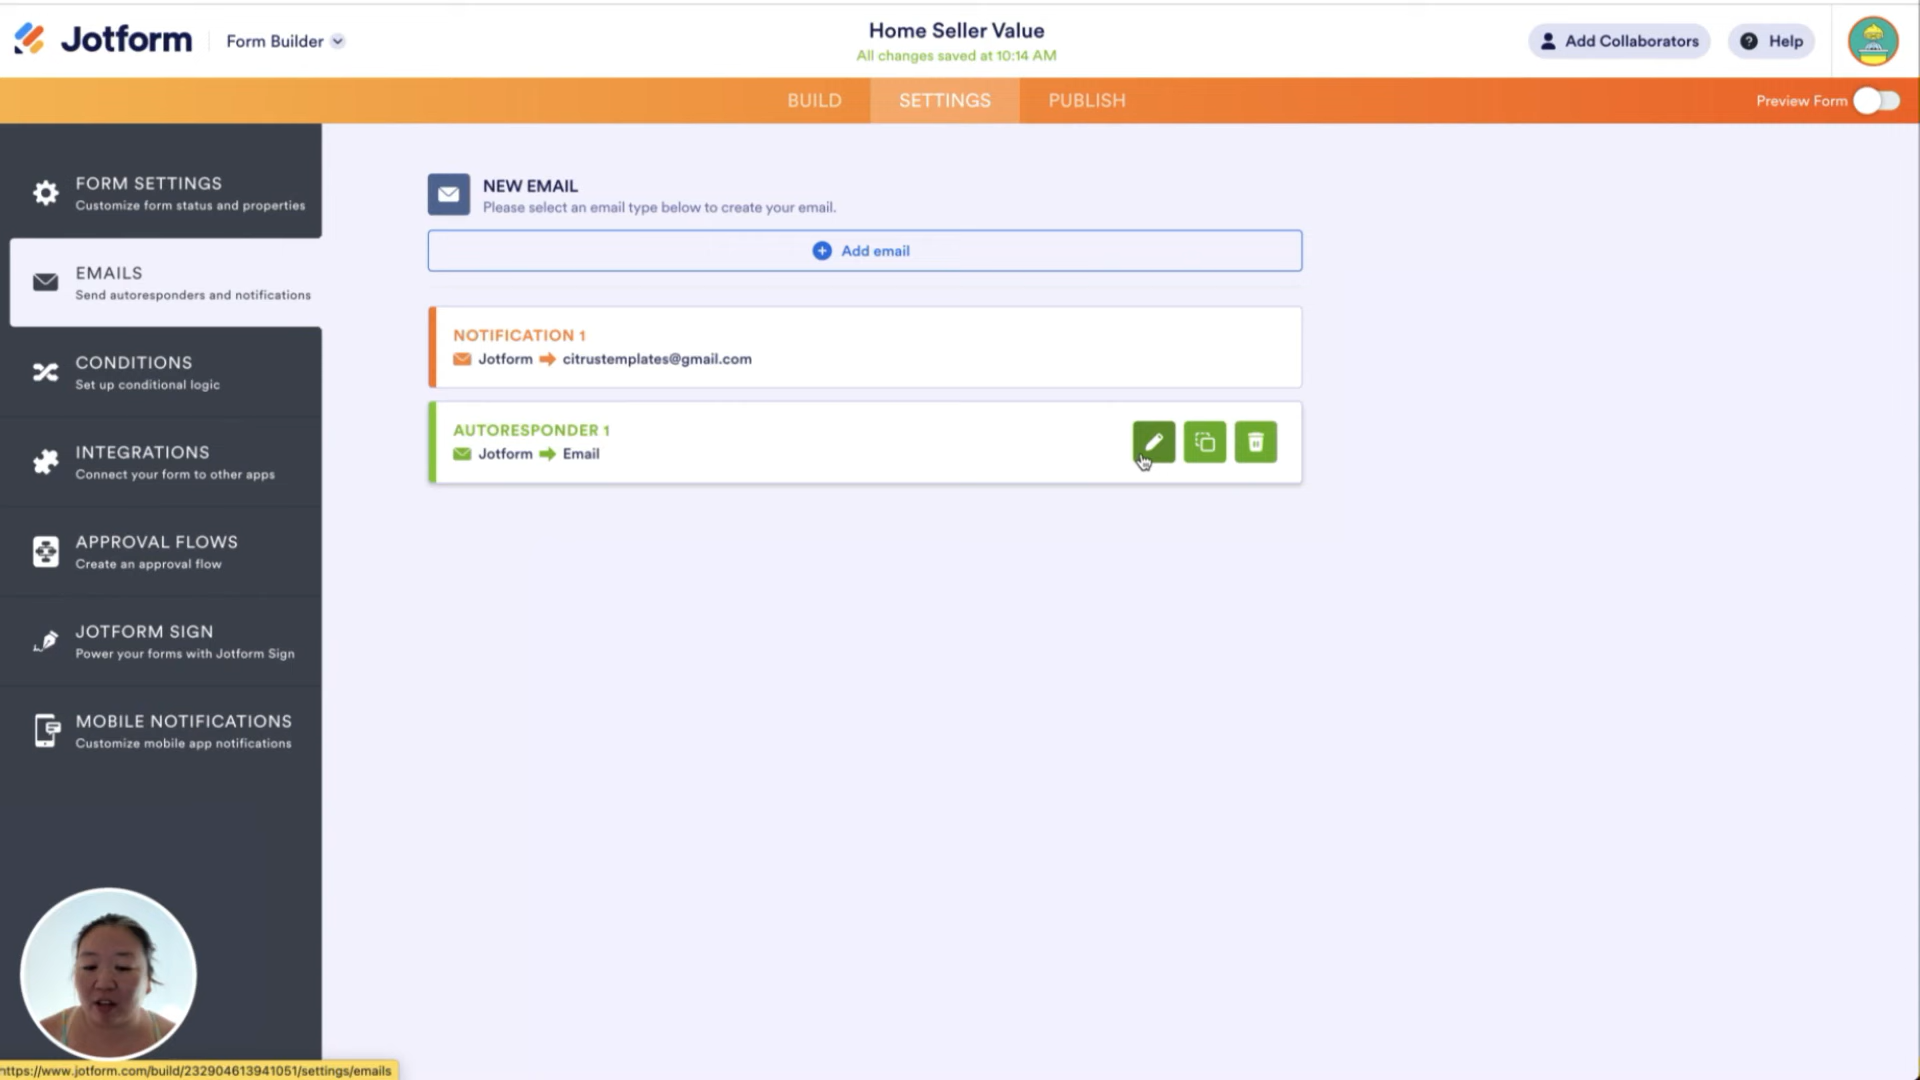 Jotform
Form Builder
Home Seller Value
All changes saved at 10:14 AM
Add Collaborators
Help
BUILD
SETTINGS
PUBLISH
Preview Form
FORM SETTINGS
Customize form status and properties
EMAILS
Send autoresponders and notifications
CONDITIONS
Set up conditional logic
INTEGRATIONS
Connect your form to other apps
APPROVAL FLOWS
Create an approval flow
JOTFORM SIGN
Power your forms with Jotform Sign
MOBILE NOTIFICATIONS
Customize mobile app notifications
NEW EMAIL
Please select an email type below to create your email.
Add email
NOTIFICATION 1
Jotform citrustemplates@gmail.com
AUTORESPONDER 1
Jotform Email
https://www.jotform.com/build/232904613941051/settings/emails